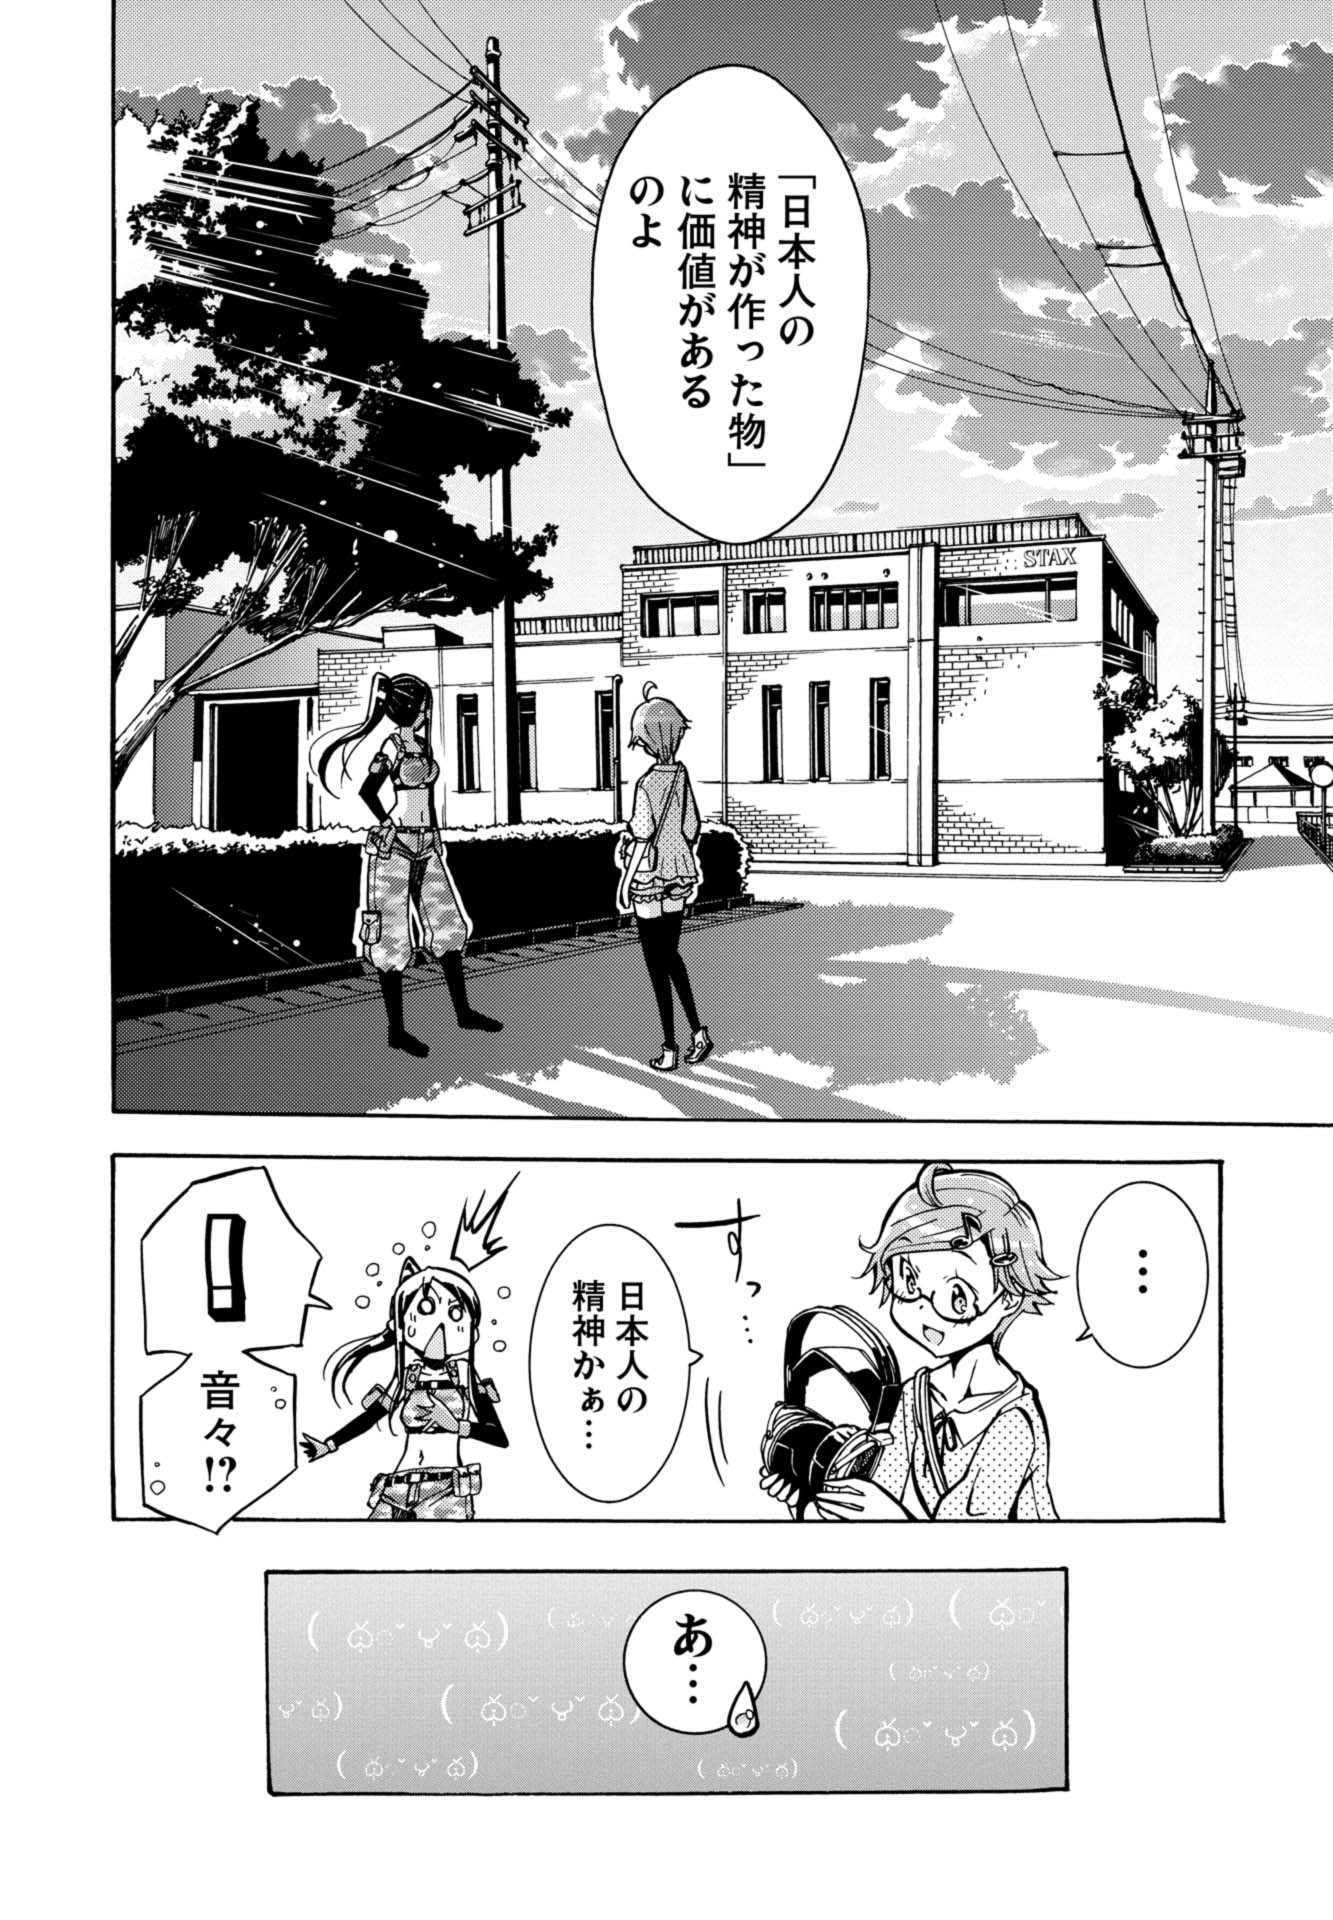 「日本人の
精神が作った物」
に価値がある
のよ
STAX
…
すっ…
日本人の
精神かぁ…
！
音々!?
あ…